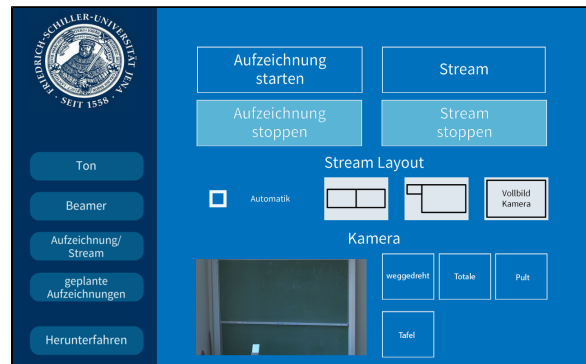 FRIEDRICH-SCHILLER-UNIVERSITÄT JENA
SEIT 1558
Ton
Beamer
Aufzeichnung/
Stream
geplante
Aufzeichnungen
Herunterfahren
Aufzeichnung
starten
Stream
Aufzeichnung
stoppen
Stream
stoppen
Stream Layout
Automatik
Vollbild
Kamera
Kamera
weggedreht
Totale
Pult
Tafel